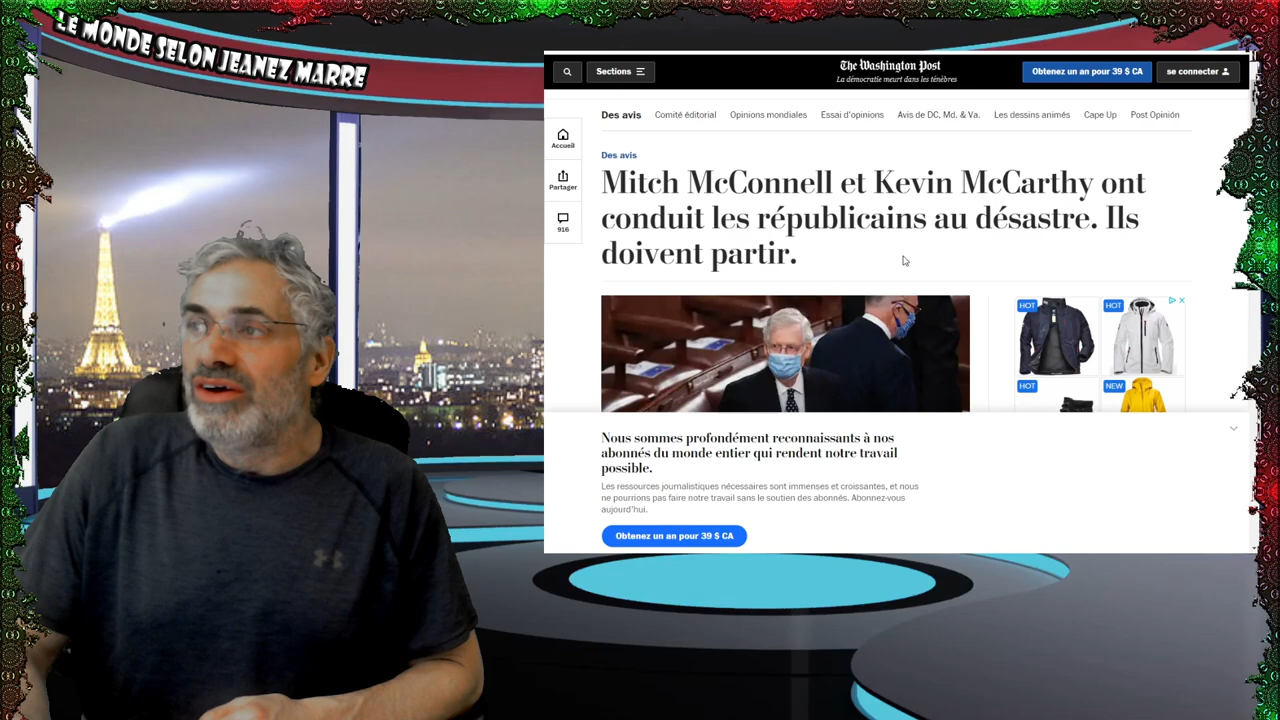 LE MONDE SELON JEANEZ MARRE
The Washington Post
La démocratie meurt dans les ténèbres
Sections
Obtenez un an pour 39 $ CA
se connecter
Des avis
Comité éditorial
Opinions mondiales
Essai d'opinions
Avis de DC, Md. & Va.
Les dessins animés
Cape Up
Post Opinión
Accueil
Partager
916
Des avis
Mitch McConnell et Kevin McCarthy ont
conduit les républicains au désastre. Ils
doivent partir.
HOT
HOT
HOT
NEW
Nous sommes profondément reconnaissants à nos
abonnés du monde entier qui rendent notre travail
possible.
Les ressources journalistiques nécessaires sont immenses et croissantes, et nous
ne pourrions pas faire notre travail sans le soutien des abonnés. Abonnez-vous
aujourd'hui.
Obtenez un an pour 39 $ CA